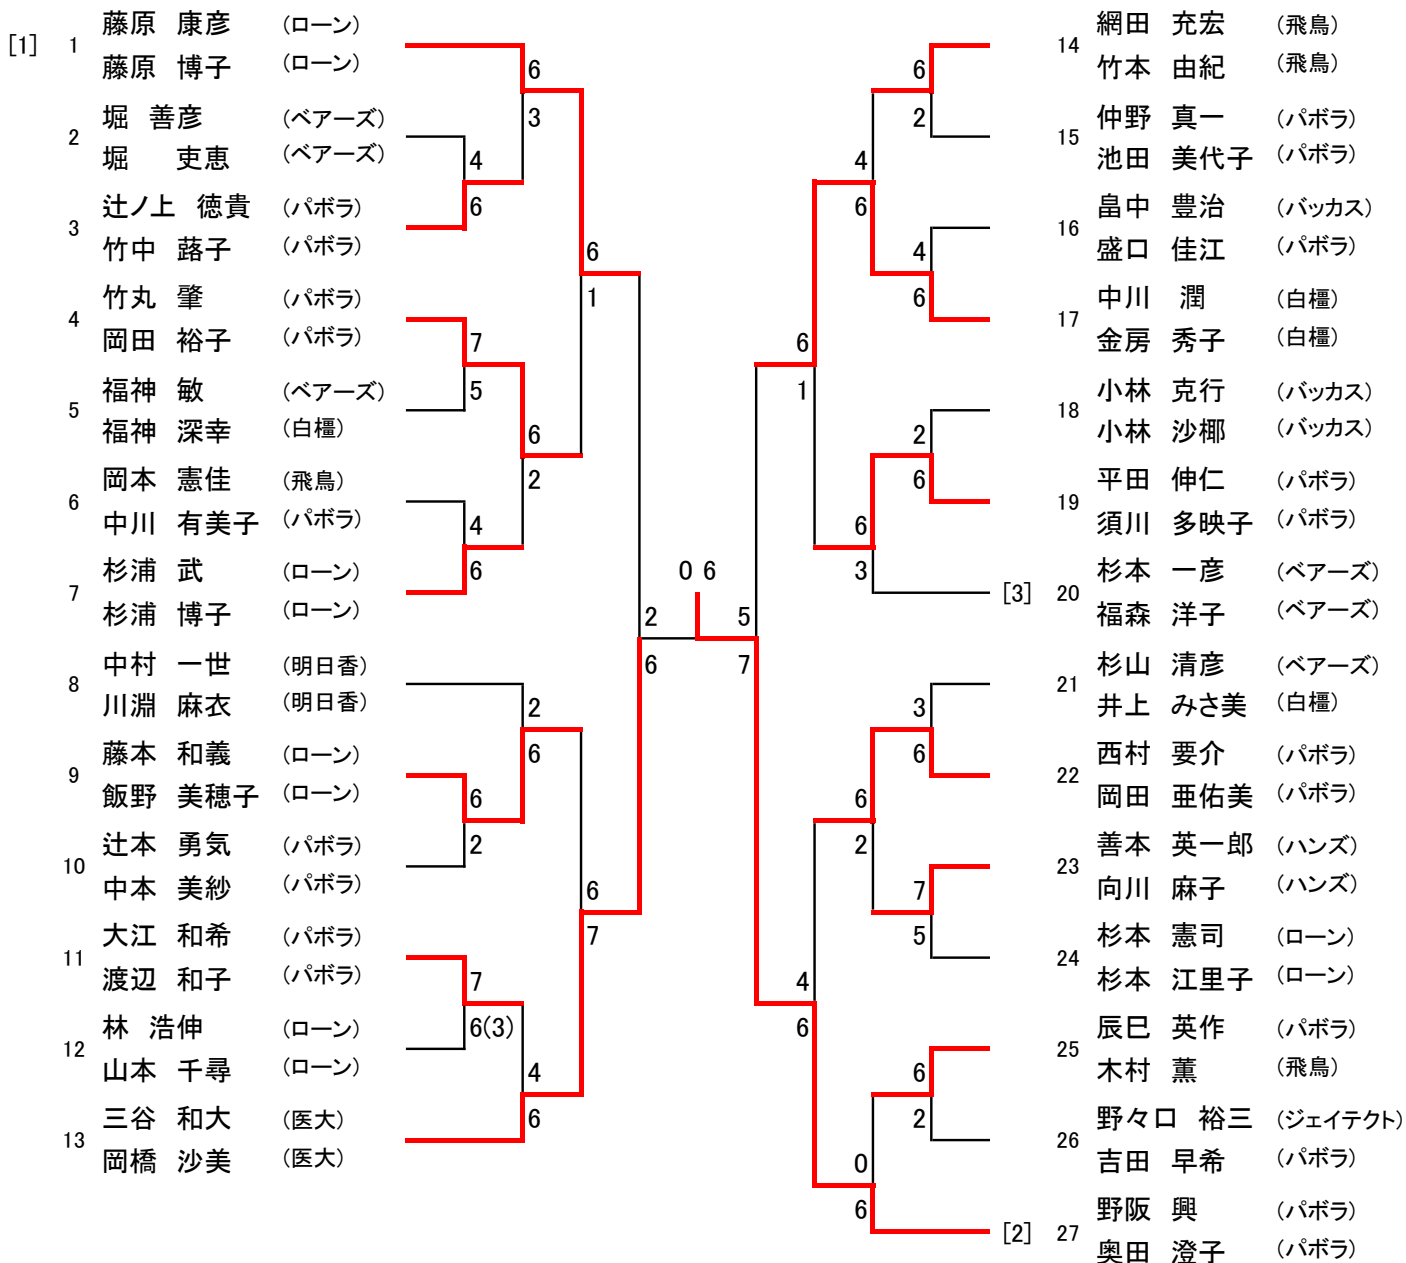 [1] 1 藤原 康彦 (ローン)
藤原 博子 (ローン)
2 堀 善彦 (ベアーズ)
堀 吏恵 (ベアーズ)
3 辻ノ上 徳貴 (パボラ)
竹中 蕗子 (パボラ)
4 竹丸 肇 (パボラ)
岡田 裕子 (パボラ)
5 福神 敏 (ベアーズ)
福神 深幸 (白橿)
6 岡本 憲佳 (飛鳥)
中川 有美子 (パボラ)
7 杉浦 武 (ローン)
杉浦 博子 (ローン)
8 中村 一世 (明日香)
川淵 麻衣 (明日香)
9 藤本 和義 (ローン)
飯野 美穂子 (ローン)
10 辻本 勇気 (パボラ)
中本 美紗 (パボラ)
11 大江 和希 (パボラ)
渡辺 和子 (パボラ)
12 林 浩伸 (ローン)
山本 千尋 (ローン)
13 三谷 和大 (医大)
岡橋 沙美 (医大)
6
3
4
6
7
5
4
6
6
2
6
1
2
6
6
2
7
6(3)
4
6
6
7
2
6
0 6
5
7
6
1
4
6
4
6
6
2
4
6
2
6
6
3
3
6
6
2
7
5
6
2
0
6
14 網田 充宏 (飛鳥)
竹本 由紀 (飛鳥)
15 仲野 真一 (パボラ)
池田 美代子 (パボラ)
16 畠中 豊治 (バッカス)
盛口 佳江 (パボラ)
17 中川 潤 (白橿)
金房 秀子 (白橿)
18 小林 克行 (バッカス)
小林 沙椰 (バッカス)
19 平田 伸仁 (パボラ)
須川 多映子 (パボラ)
[3] 20 杉本 一彦 (ベアーズ)
福森 洋子 (ベアーズ)
21 杉山 清彦 (ベアーズ)
井上 みさ美 (白橿)
22 西村 要介 (パボラ)
岡田 亜佑美 (パボラ)
23 善本 英一郎 (ハンズ)
向川 麻子 (ハンズ)
24 杉本 憲司 (ローン)
杉本 江里子 (ローン)
25 辰巳 英作 (パボラ)
木村 薫 (飛鳥)
26 野々口 裕三 (ジェイテクト)
吉田 早希 (パボラ)
[2] 27 野阪 興 (パボラ)
奥田 澄子 (パボラ)